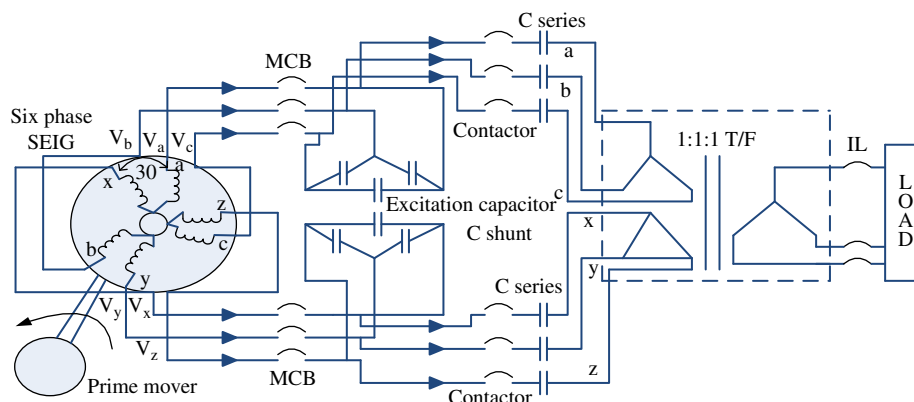 C series
a
MCB
b
Six phase
SEIG
V_b V_a V_c
Contactor
1:1:1 T/F
IL
30
a
x
z
c
Excitation capacitor
LOAD
C shunt
x
b
c
y
y
C series
V_y V_x
V_z
z
MCB
Prime mover
Contactor